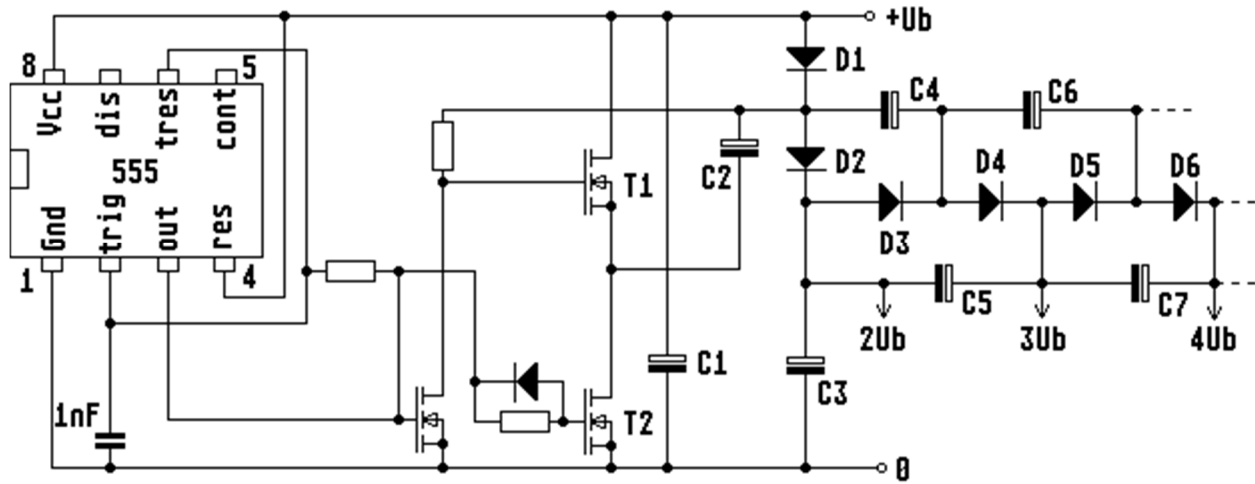 +Ub
8
5
Vcc
dis
tres
cont
555
Gnd
trig
out
res
1
4
1nF
T1
T2
C1
C2
D1
D2
C3
C4
C6
D3
D4
D5
D6
C5
C7
2Ub
3Ub
4Ub
0